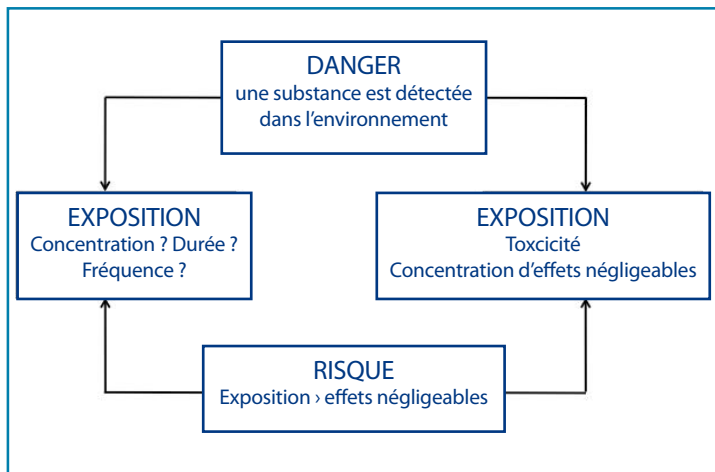 DANGER
une substance est détectée
dans l’environnement
EXPOSITION
Concentration ? Durée ?
Fréquence ?
EXPOSITION
Toxcicité
Concentration d’effets négligeables
RISQUE
Exposition › effets négligeables